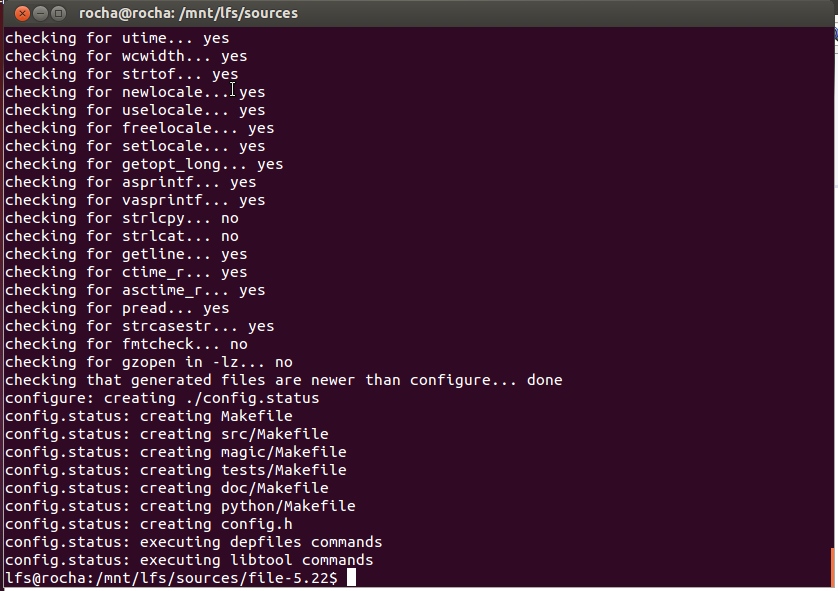 rocha@rocha: /mnt/lfs/sources
checking for utime... yes
checking for wcwidth... yes
checking for strtof... yes
checking for newlocale... yes
checking for uselocale... yes
checking for freelocale... yes
checking for setlocale... yes
checking for getopt_long... yes
checking for asprintf... yes
checking for vasprintf... yes
checking for strlcpy... no
checking for strlcat... no
checking for getline... yes
checking for ctime_r... yes
checking for asctime_r... yes
checking for pread... yes
checking for strcasestr... yes
checking for fmtcheck... no
checking for gzopen in -lz... no
checking that generated files are newer than configure... done
configure: creating ./config.status
config.status: creating Makefile
config.status: creating src/Makefile
config.status: creating magic/Makefile
config.status: creating tests/Makefile
config.status: creating doc/Makefile
config.status: creating python/Makefile
config.status: creating config.h
config.status: executing depfiles commands
config.status: executing libtool commands
lfs@rocha:/mnt/lfs/sources/file-5.22$